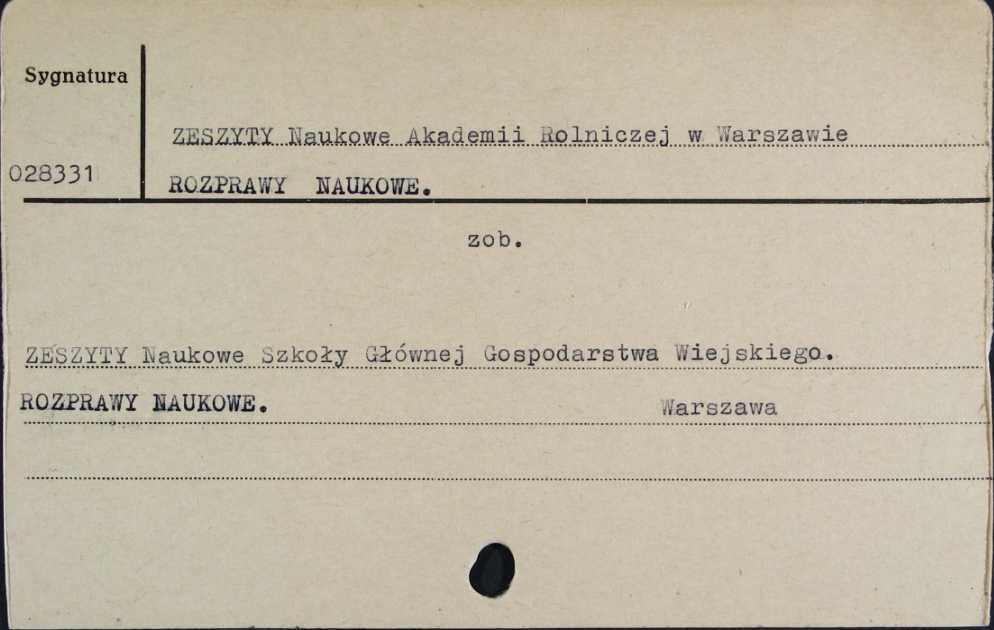 Sygnatura
ZESZYTY Naukowe Akademii Rolniczej w Warszawie
028331
ROZPRAWY NAUKOWE.
zob.
ZESZYTY Naukowe Szkoły Głównej Gospodarstwa Wiejskiego.
ROZPRAWY NAUKOWE.
Warszawa